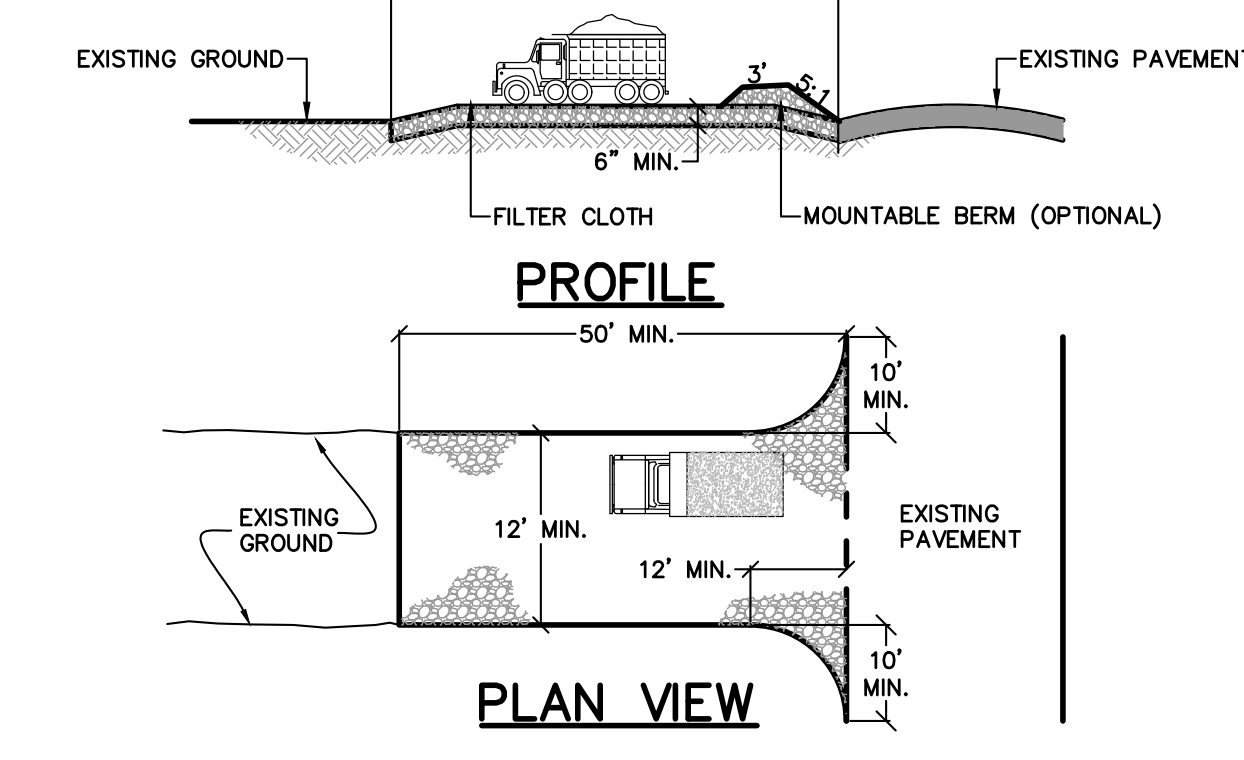 EXISTING GROUND
3'
5:1
EXISTING PAVEMENT
6" MIN.
FILTER CLOTH
MOUNTABLE BERM (OPTIONAL)
PROFILE
50' MIN.
10'
MIN.
EXISTING
GROUND
12' MIN.
EXISTING
PAVEMENT
12' MIN.
10'
MIN.
PLAN VIEW